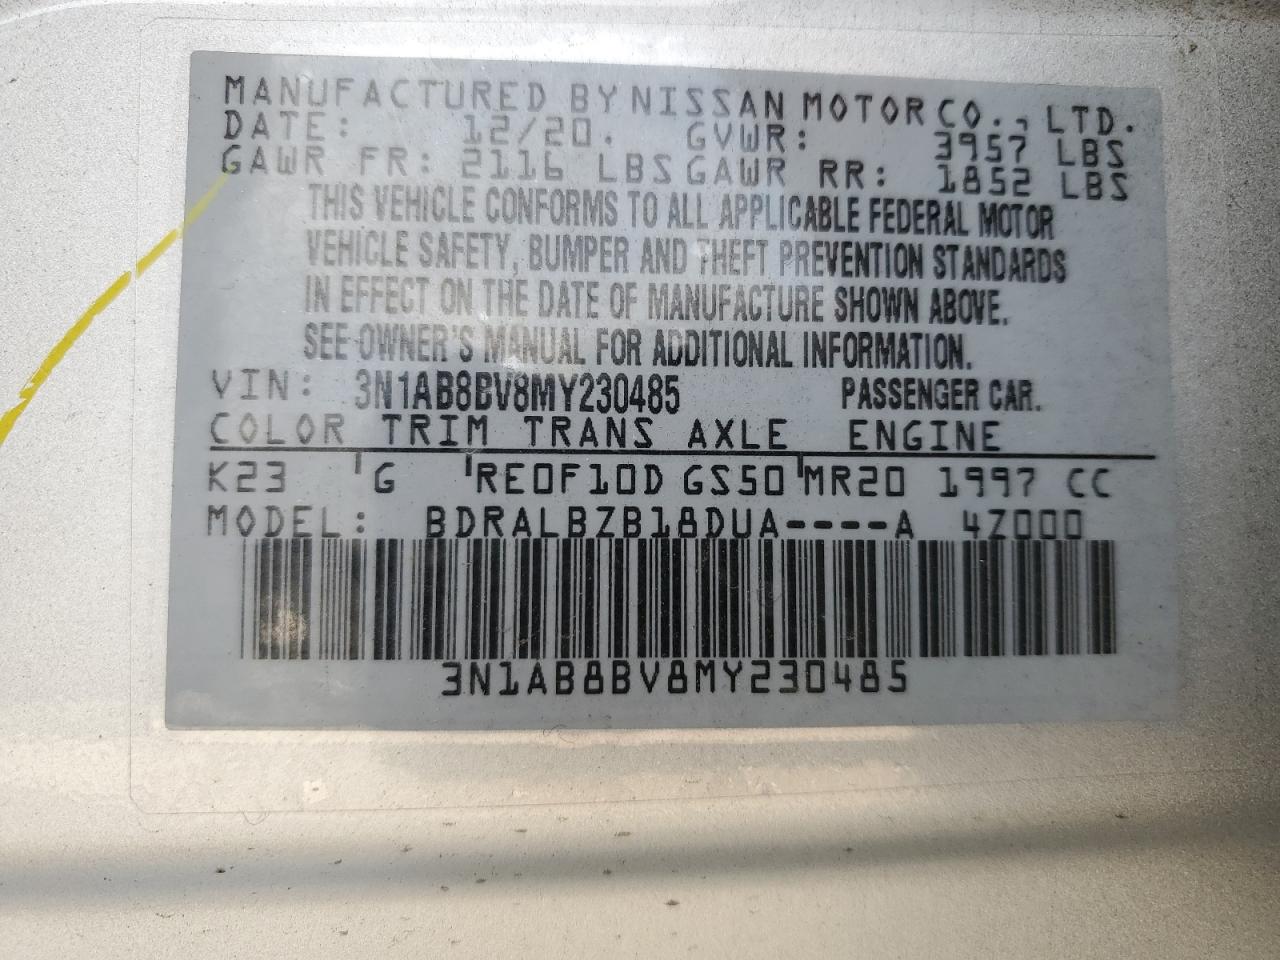 MANUFACTURED BY NISSAN MOTOR CO., LTD.
DATE: 12/20. GVWR: 3957 LBS
GAWR FR: 2116 LBS GAWR RR: 1852 LBS
THIS VEHICLE CONFORMS TO ALL APPLICABLE FEDERAL MOTOR
VEHICLE SAFETY, BUMPER AND THEFT PREVENTION STANDARDS
IN EFFECT ON THE DATE OF MANUFACTURE SHOWN ABOVE.
SEE OWNER'S MANUAL FOR ADDITIONAL INFORMATION.
VIN: 3N1AB8BV8MY230485 PASSENGER CAR.
COLOR TRIM TRANS AXLE ENGINE
K23 G RE0F10D GS50 MR20 1997 CC
MODEL: BDRALBZB18DUA----A 4Z000
3N1AB8BV8MY230485